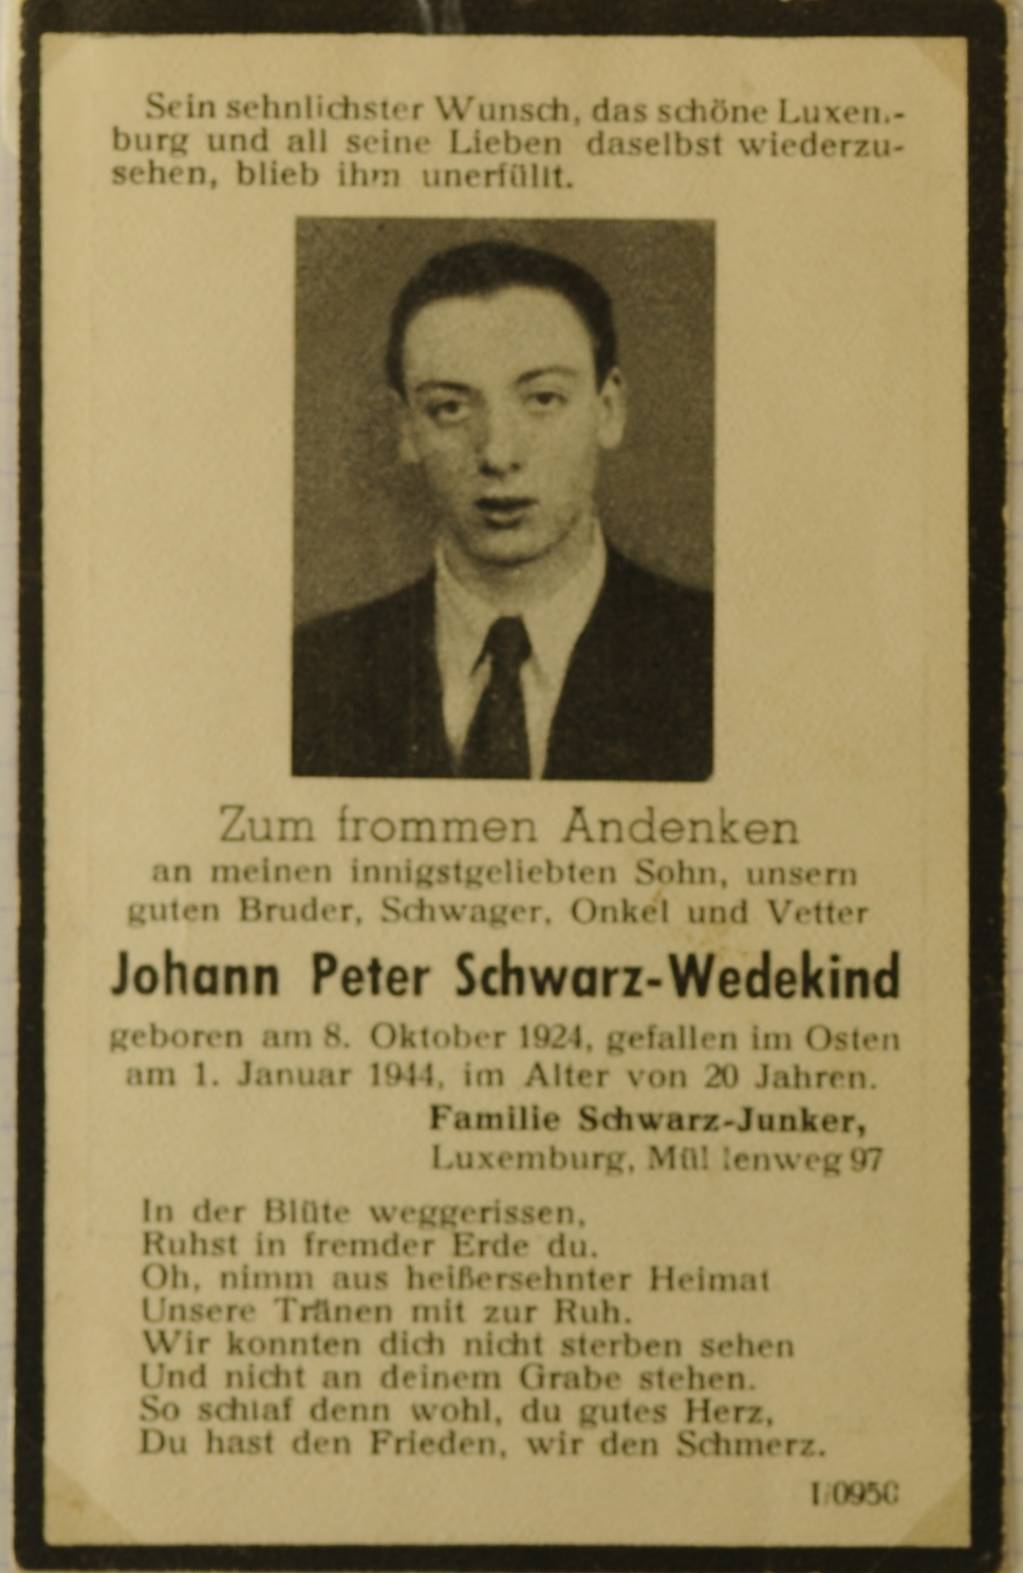 Sein sehnlichster Wunsch, das schöne Luxem-
burg und all seine Lieben daselbst wiederzu-
sehen, blieb ihm unerfüllt.
Zum frommen Andenken
an meinen innigstgeliebten Sohn, unsern
guten Bruder, Schwager, Onkel und Vetter
Johann Peter Schwarz-Wedekind
geboren am 8. Oktober 1924, gefallen im Osten
am 1. Januar 1944, im Alter von 20 Jahren.
Familie Schwarz-Junker,
Luxemburg, 97
In der Blüte weggerissen,
Ruhst in fremder Erde du.
Oh, nimm aus heißersehnter Heimat
Unsere Tränen mit zur Ruh.
Wir konnten dich nicht sterben sehen
Und nicht an deinem Grabe stehen.
So schlaf denn wohl, du gutes Herz,
Du hast den Frieden, wir den Schmerz.